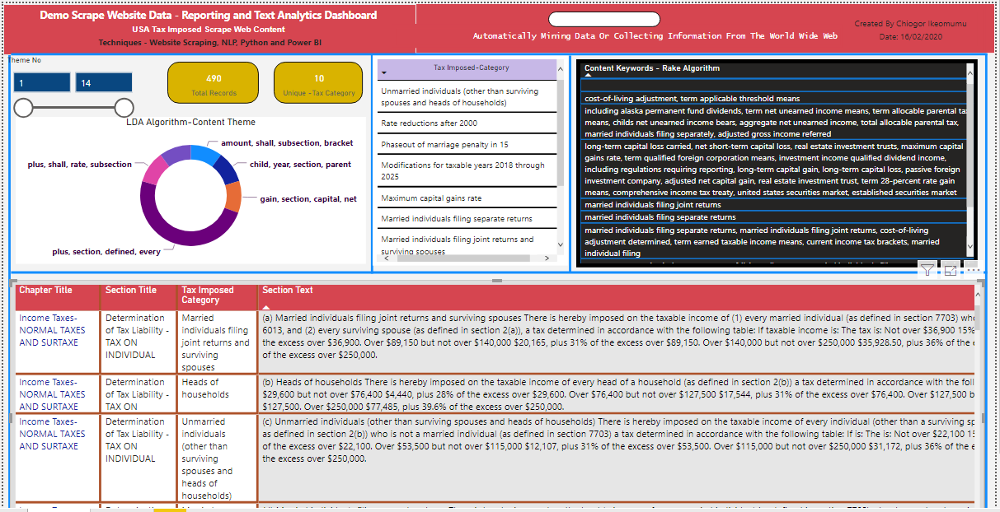 Demo Scrape Website Data - Reporting and Text Analytics Dashboard
USA Tax Imposed Scrape Web Content
Techniques - Website Scraping, NLP, Python and Power BI
Automatically Mining Data Or Collecting Information From The World Wide Web
Created By Chiogor Ikeomumu
Date: 16/02/2020
heme No
1
14
490
Total Records
10
Unique -Tax Category
LDA Algorithm-Content Theme
amount, shall, subsection, bracket
child, year, section, parent
gain, section, capital, net
plus, section, defined, every
plus, shall, rate, subsection
Tax Imposed-Category
Unmarried individuals (other than surviving
spouses and heads of households)
Rate reductions after 2000
Phaseout of marriage penalty in 15
Modifications for taxable years 2018 through
2025
Maximum capital gains rate
Married individuals filing separate returns
Married individuals filing joint returns and
surviving spouses
Content Keywords - Rake Algorithm
cost-of-living adjustment, term applicable threshold means
including alaska permanent fund dividends, term net unearned income means, term allocable parental tax
means, childs net unearned income bears, aggregate net unearned income, total allocable parental tax,
married individuals filing separately, adjusted gross income referred
long-term capital loss carried, net short-term capital loss, real estate investment trusts, maximum capital
gains rate, term qualified foreign corporation means, investment income qualified dividend income,
including regulations requiring reporting, long-term capital gain, long-term capital loss, passive foreign
investment company, adjusted net capital gain, real estate investment trust, term 28-percent rate gain
means, comprehensive income tax treaty, united states securities market, established securities market
married individuals filing joint returns
married individuals filing separate returns
married individuals filing separate returns, married individuals filing joint returns, cost-of-living
adjustment determined, term earned taxable income means, current income tax brackets, married
individual filing
Chapter Title
Section Title
Tax Imposed
Category
Section Text
Income Taxes-
NORMAL TAXES
AND SURTAXE
Determination
of Tax Liability -
TAX ON
INDIVIDUAL
Married
individuals filing
joint returns and
surviving
spouses
(a) Married individuals filing joint returns and surviving spouses There is hereby imposed on the taxable income of (1) every married individual (as defined in section 7703) wh
6013, and (2) every surviving spouse (as defined in section 2(a)), a tax determined in accordance with the following table: If taxable income is: The tax is: Not over $36,900 15%
the excess over $36,900. Over $89,150 but not over $140,000 $20,165, plus 31% of the excess over $89,150. Over $140,000 but not over $250,000 $35,928.50, plus 36% of the
of the excess over $250,000.
Income Taxes-
NORMAL TAXES
AND SURTAXE
Determination
of Tax Liability -
TAX ON
Heads of
households
(b) Heads of households There is hereby imposed on the taxable income of every head of a household (as defined in section 2(b)) a tax determined in accordance with the foll
$29,600 but not over $76,400 $4,440, plus 28% of the excess over $29,600. Over $76,400 but not over $127,500 $17,544, plus 31% of the excess over $76,400. Over $127,500 b
$127,500. Over $250,000 $77,485, plus 39.6% of the excess over $250,000.
Income Taxes-
NORMAL TAXES
AND SURTAXE
Determination
of Tax Liability -
TAX ON
INDIVIDUAL
Unmarried
individuals
(other than
surviving
spouses and
heads of
households)
(c) Unmarried individuals (other than surviving spouses and heads of households) There is hereby imposed on the taxable income of every individual (other than a surviving sp
as defined in section 2(b)) who is not a married individual (as defined in section 7703) a tax determined in accordance with the following table: If is: The is: Not over $22,100 15
of the excess over $22,100. Over $53,500 but not over $115,000 $12,107, plus 31% of the excess over $53,500. Over $115,000 but not over $250,000 $31,172, plus 36% of the e
the excess over $250,000.